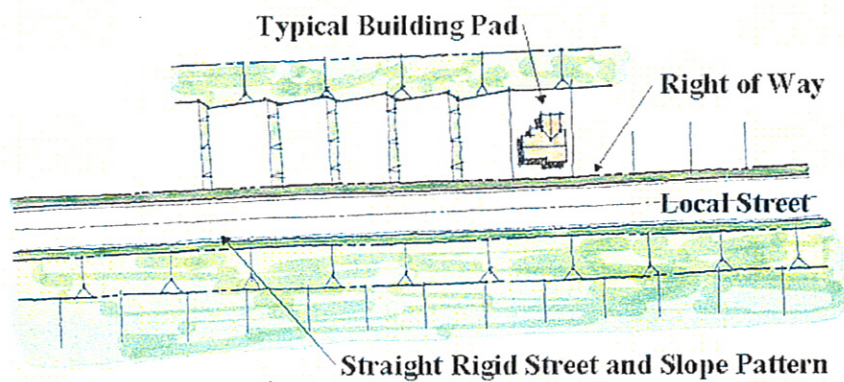 Typical Building Pad
Right of Way
Local Street
Straight Rigid Street and Slope Pattern